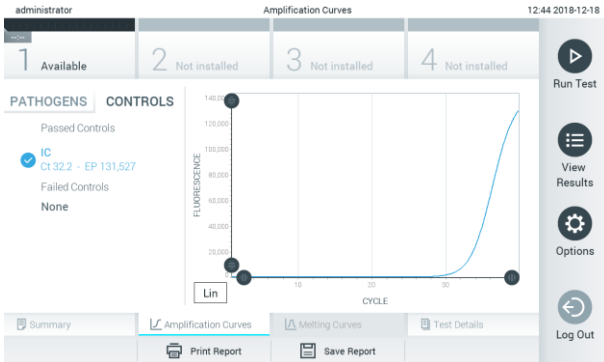 administrator
Amplification Curves
12:44 2018-12-18
--:--
1 Available
2 Not installed
3 Not installed
4 Not installed
Run Test
PATHOGENS
CONTROLS
Passed Controls
IC
Ct 32.2 - EP 131,527
Failed Controls
None
FLUORESCENCE
140,000
120,000
100,000
80,000
60,000
40,000
20,000
0
10
20
30
CYCLE
Lin
View
Results
Options
Log Out
Summary
Amplification Curves
Melting Curves
Test Details
Print Report
Save Report